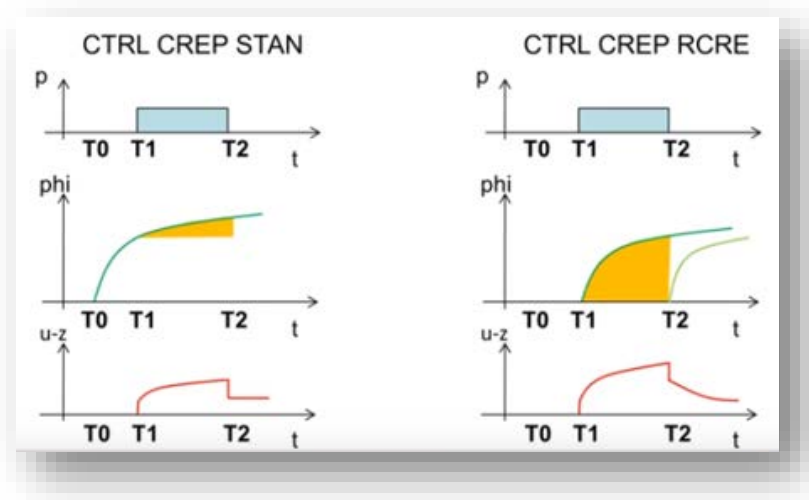 CTRL CREP STAN
p
T0 T1 T2 t
phi
T0 T1 T2 t
u-z
T0 T1 T2 t
CTRL CREP RCRE
p
T0 T1 T2 t
phi
T0 T1 T2 t
u-z
T0 T1 T2 t